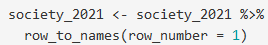 society_2021 <- society_2021 %>%
  row_to_names(row_number = 1)